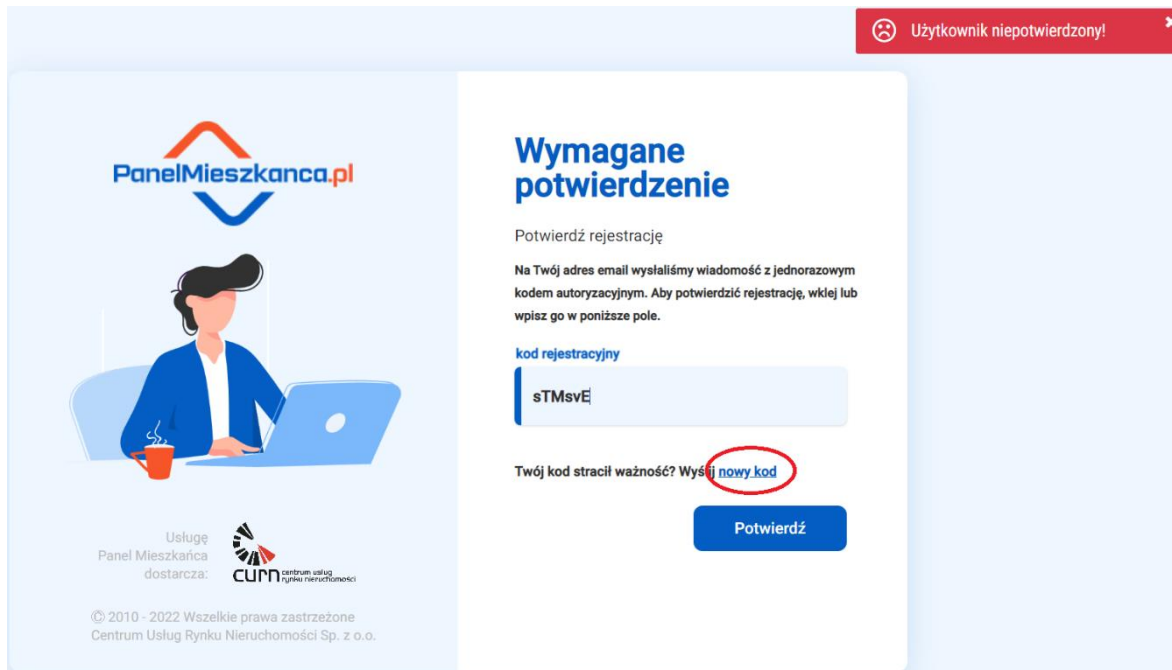 Użytkownik niepotwierdzony!
PanelMieszkanca.pl
Wymagane
potwierdzenie
Potwierdź rejestrację
Na Twój adres email wysłaliśmy wiadomość z jednorazowym
kodem autoryzacyjnym. Aby potwierdzić rejestrację, wklej lub
wpisz go w poniższe pole.
kod rejestracyjny
sTMsvE
Twój kod stracił ważność? Wyślij nowy kod
Potwierdź
Usługę
Panel Mieszkańca
dostarcza:
CURN centrum usług
rynku nieruchomości
© 2010 - 2022 Wszelkie prawa zastrzeżone
Centrum Usług Rynku Nieruchomości Sp. z o.o.